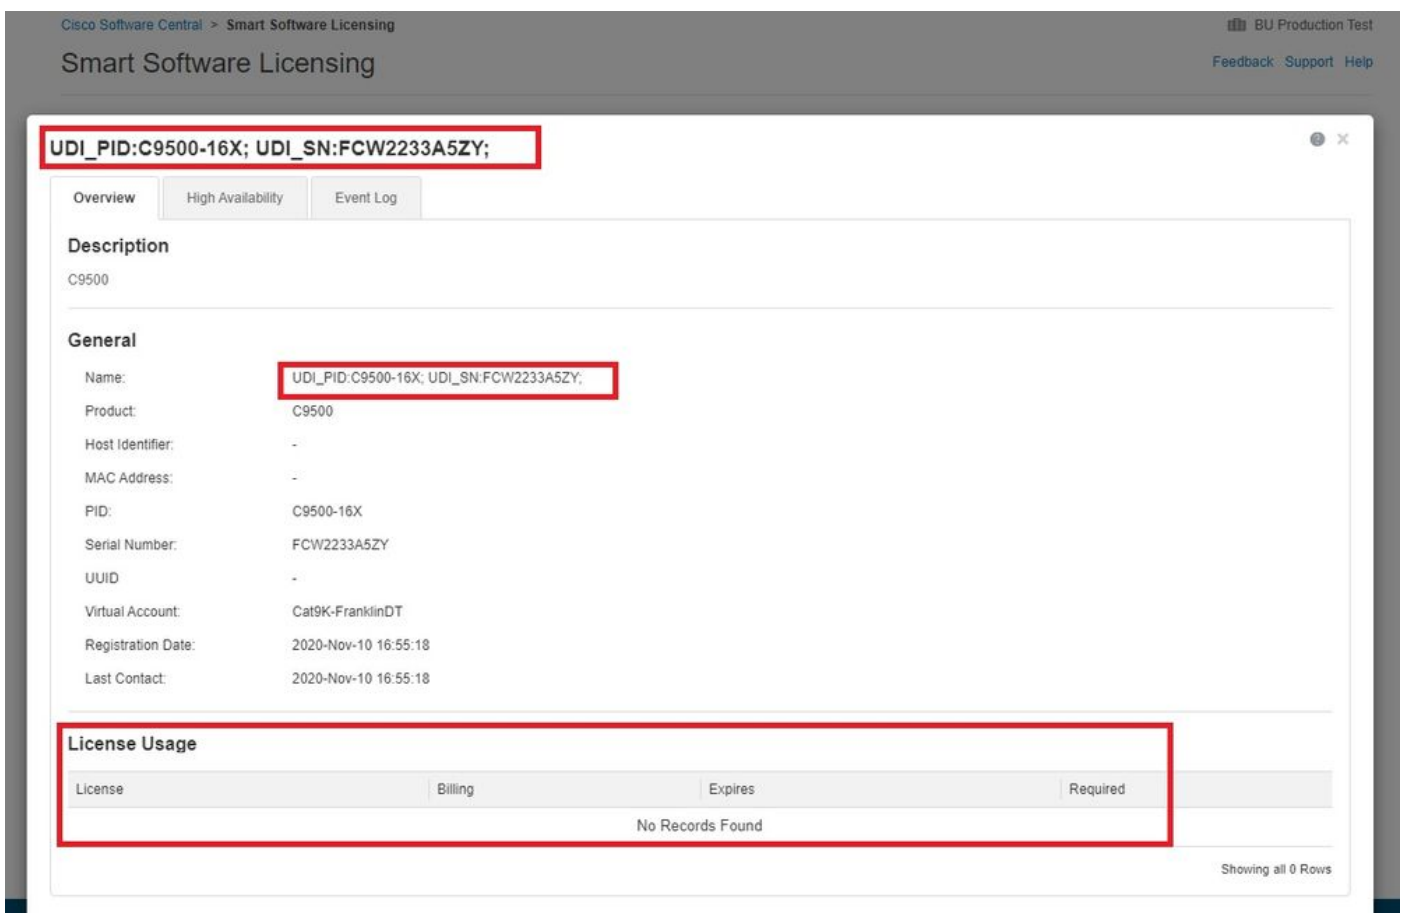 Cisco Software Central > Smart Software Licensing
BU Production Test
Smart Software Licensing
Feedback Support Help
UDI_PID:C9500-16X; UDI_SN:FCW2233A5ZY;
Overview High Availability Event Log
Description
C9500
General
Name: UDI_PID:C9500-16X; UDI_SN:FCW2233A5ZY;
Product: C9500
Host Identifier: -
MAC Address: -
PID: C9500-16X
Serial Number: FCW2233A5ZY
UUID -
Virtual Account: Cat9K-FranklinDT
Registration Date: 2020-Nov-10 16:55:18
Last Contact: 2020-Nov-10 16:55:18
License Usage
License Billing Expires Required
No Records Found
Showing all 0 Rows